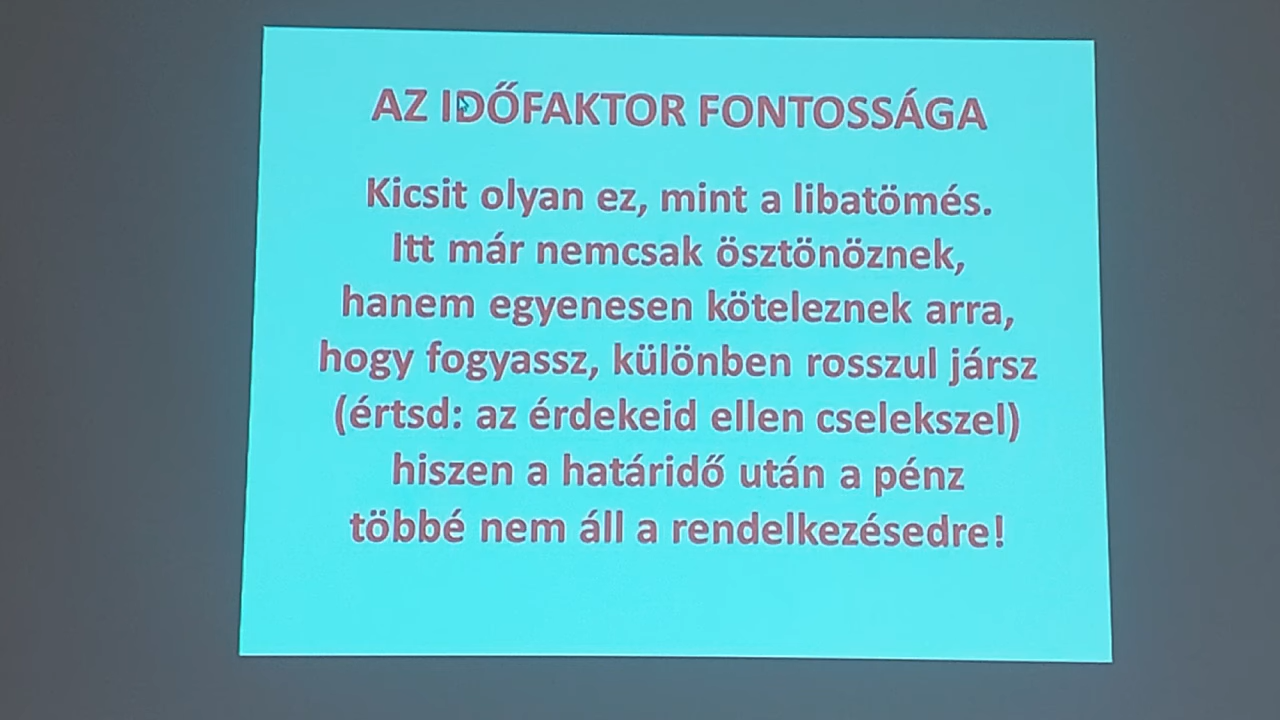 AZ IDŐFAKTOR FONTOSSÁGA
Kicsit olyan ez, mint a libatömés.
Itt már nemcsak ösztönöznek,
hanem egyenesen köteleznek arra,
hogy fogyassz, különben rosszul jársz
(értsd: az érdekeid ellen cselekszel)
hiszen a határidő után a pénz
többé nem áll a rendelkezésedre!